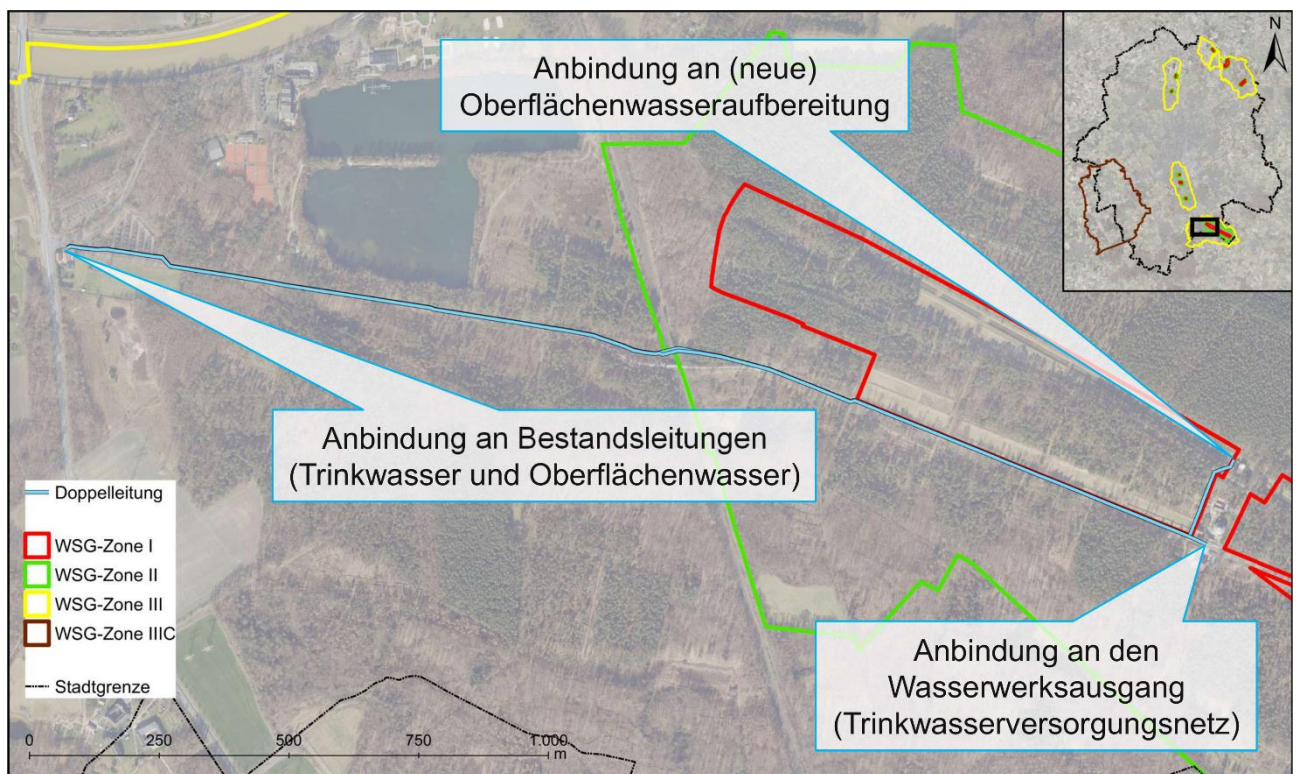 Anbindung an (neue)
Oberflächenwasseraufbereitung
N
Anbindung an Bestandsleitungen
(Trinkwasser und Oberflächenwasser)
Doppelleitung
WSG-Zone I
WSG-Zone II
WSG-Zone III
WSG-Zone IIIC
Stadtgrenze
Anbindung an den
Wasserwerksausgang
(Trinkwasserversorgungsnetz)
0 250 500 750 1.000
m